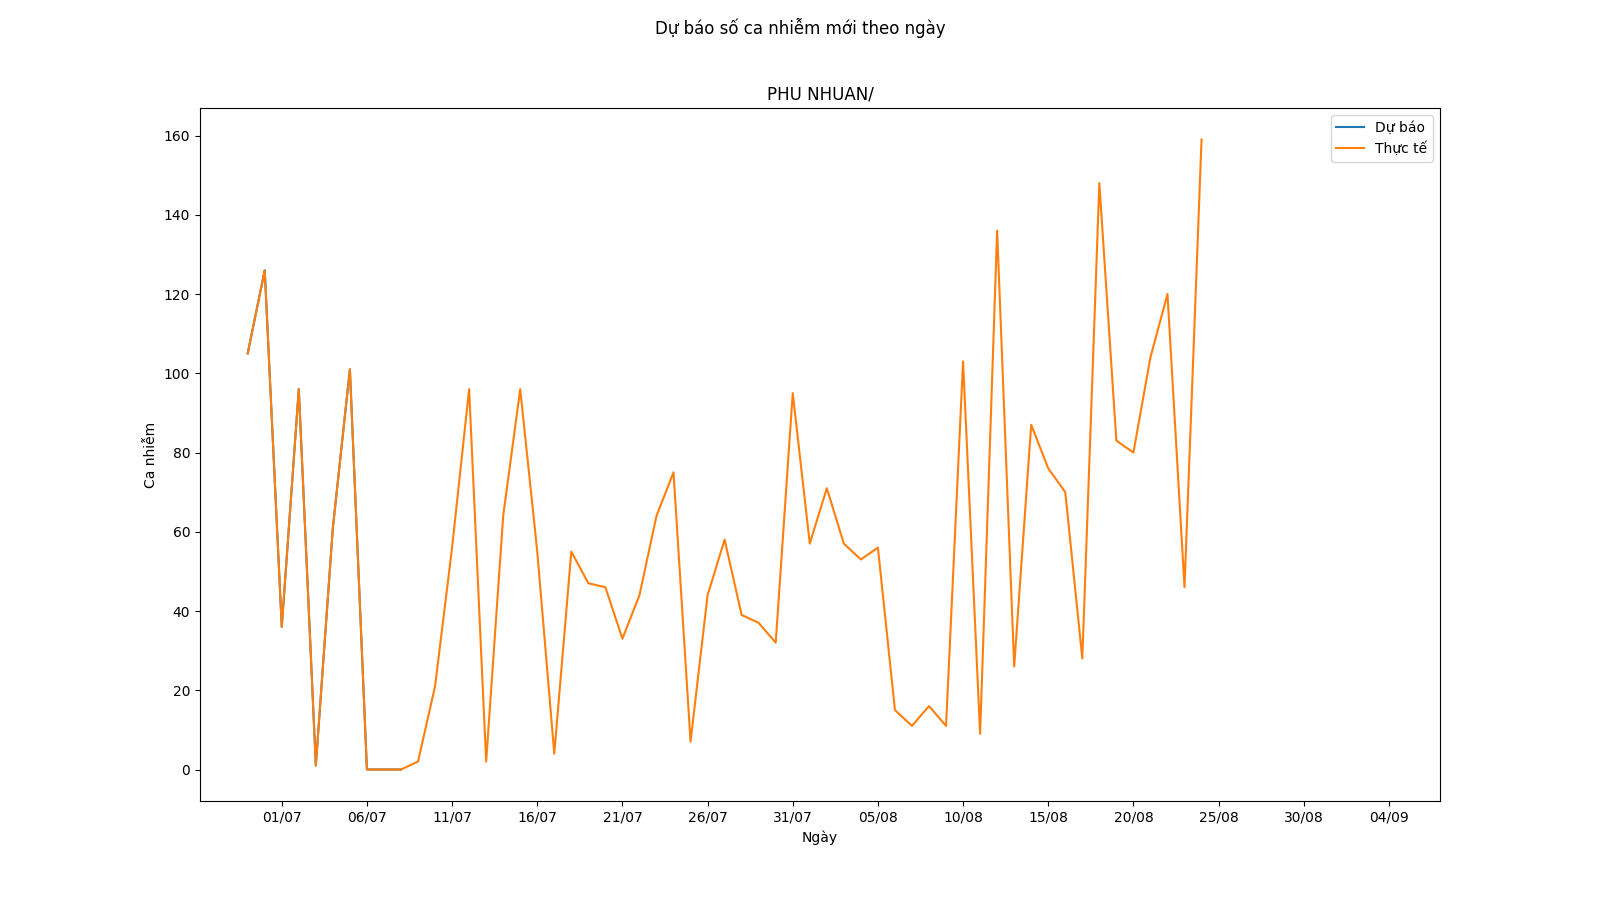 Dự báo số ca nhiễm mới theo ngày
PHU NHUAN/
Dự báo
Thực tế
160
140
120
100
80
60
40
20
0
Ca nhiễm
01/07 06/07 11/07 16/07 21/07 26/07 31/07 05/08 10/08 15/08 20/08 25/08 30/08 04/09
Ngày